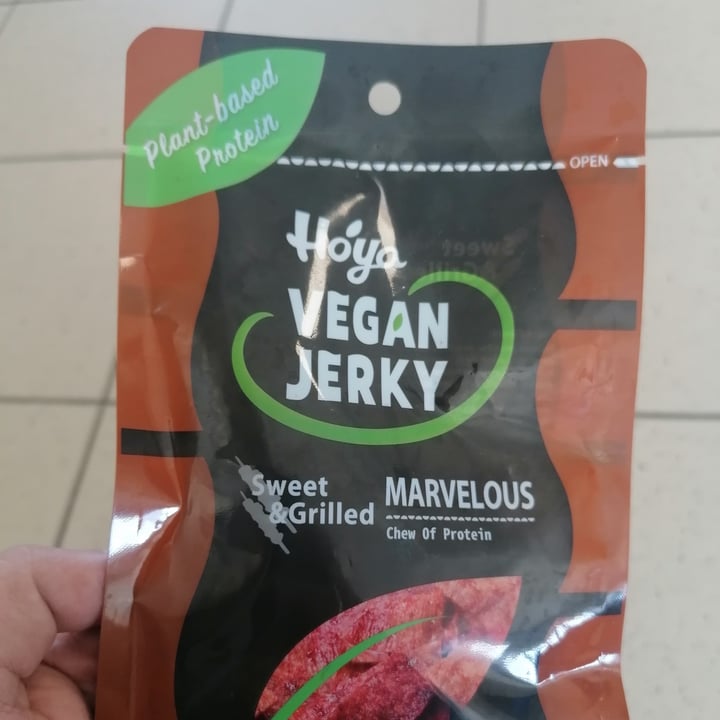 Plant-based
Protein
OPEN
Hoya
VEGAN
JERKY
Sweet
&Grilled
MARVELOUS
Chew Of Protein